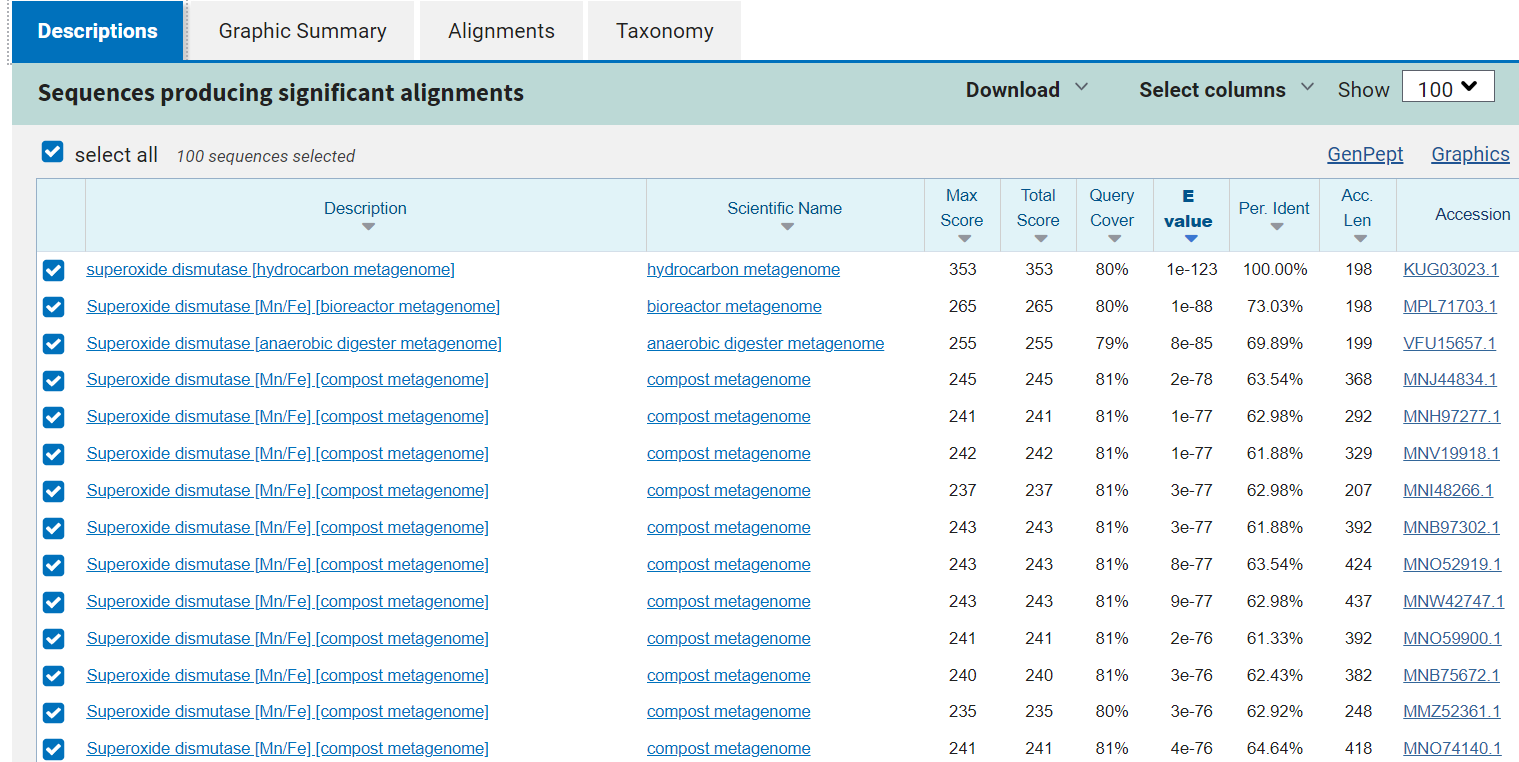 Descriptions Graphic Summary Alignments Taxonomy
Sequences producing significant alignments Download Select columns Show 100
select all 100 sequences selected GenPept Graphics
Description Scientific Name Max Score Total Score Query Cover E value Per. Ident Acc. Len Accession
superoxide dismutase [hydrocarbon metagenome] hydrocarbon metagenome 353 353 80% 1e-123 100.00% 198 KUG03023.1
Superoxide dismutase [Mn/Fe] [bioreactor metagenome] bioreactor metagenome 265 265 80% 1e-88 73.03% 198 MPL71703.1
Superoxide dismutase [anaerobic digester metagenome] anaerobic digester metagenome 255 255 79% 8e-85 69.89% 199 VFU15657.1
Superoxide dismutase [Mn/Fe] [compost metagenome] compost metagenome 245 245 81% 2e-78 63.54% 368 MNJ44834.1
Superoxide dismutase [Mn/Fe] [compost metagenome] compost metagenome 241 241 81% 1e-77 62.98% 292 MNH97277.1
Superoxide dismutase [Mn/Fe] [compost metagenome] compost metagenome 242 242 81% 1e-77 61.88% 329 MNV19918.1
Superoxide dismutase [Mn/Fe] [compost metagenome] compost metagenome 237 237 81% 3e-77 62.98% 207 MNI48266.1
Superoxide dismutase [Mn/Fe] [compost metagenome] compost metagenome 243 243 81% 3e-77 61.88% 392 MNB97302.1
Superoxide dismutase [Mn/Fe] [compost metagenome] compost metagenome 243 243 81% 8e-77 63.54% 424 MNO52919.1
Superoxide dismutase [Mn/Fe] [compost metagenome] compost metagenome 243 243 81% 9e-77 62.98% 437 MNW42747.1
Superoxide dismutase [Mn/Fe] [compost metagenome] compost metagenome 241 241 81% 2e-76 61.33% 392 MNO59900.1
Superoxide dismutase [Mn/Fe] [compost metagenome] compost metagenome 240 240 81% 3e-76 62.43% 382 MNB75672.1
Superoxide dismutase [Mn/Fe] [compost metagenome] compost metagenome 235 235 80% 3e-76 62.92% 248 MMZ52361.1
Superoxide dismutase [Mn/Fe] [compost metagenome] compost metagenome 241 241 81% 4e-76 64.64% 418 MNO74140.1